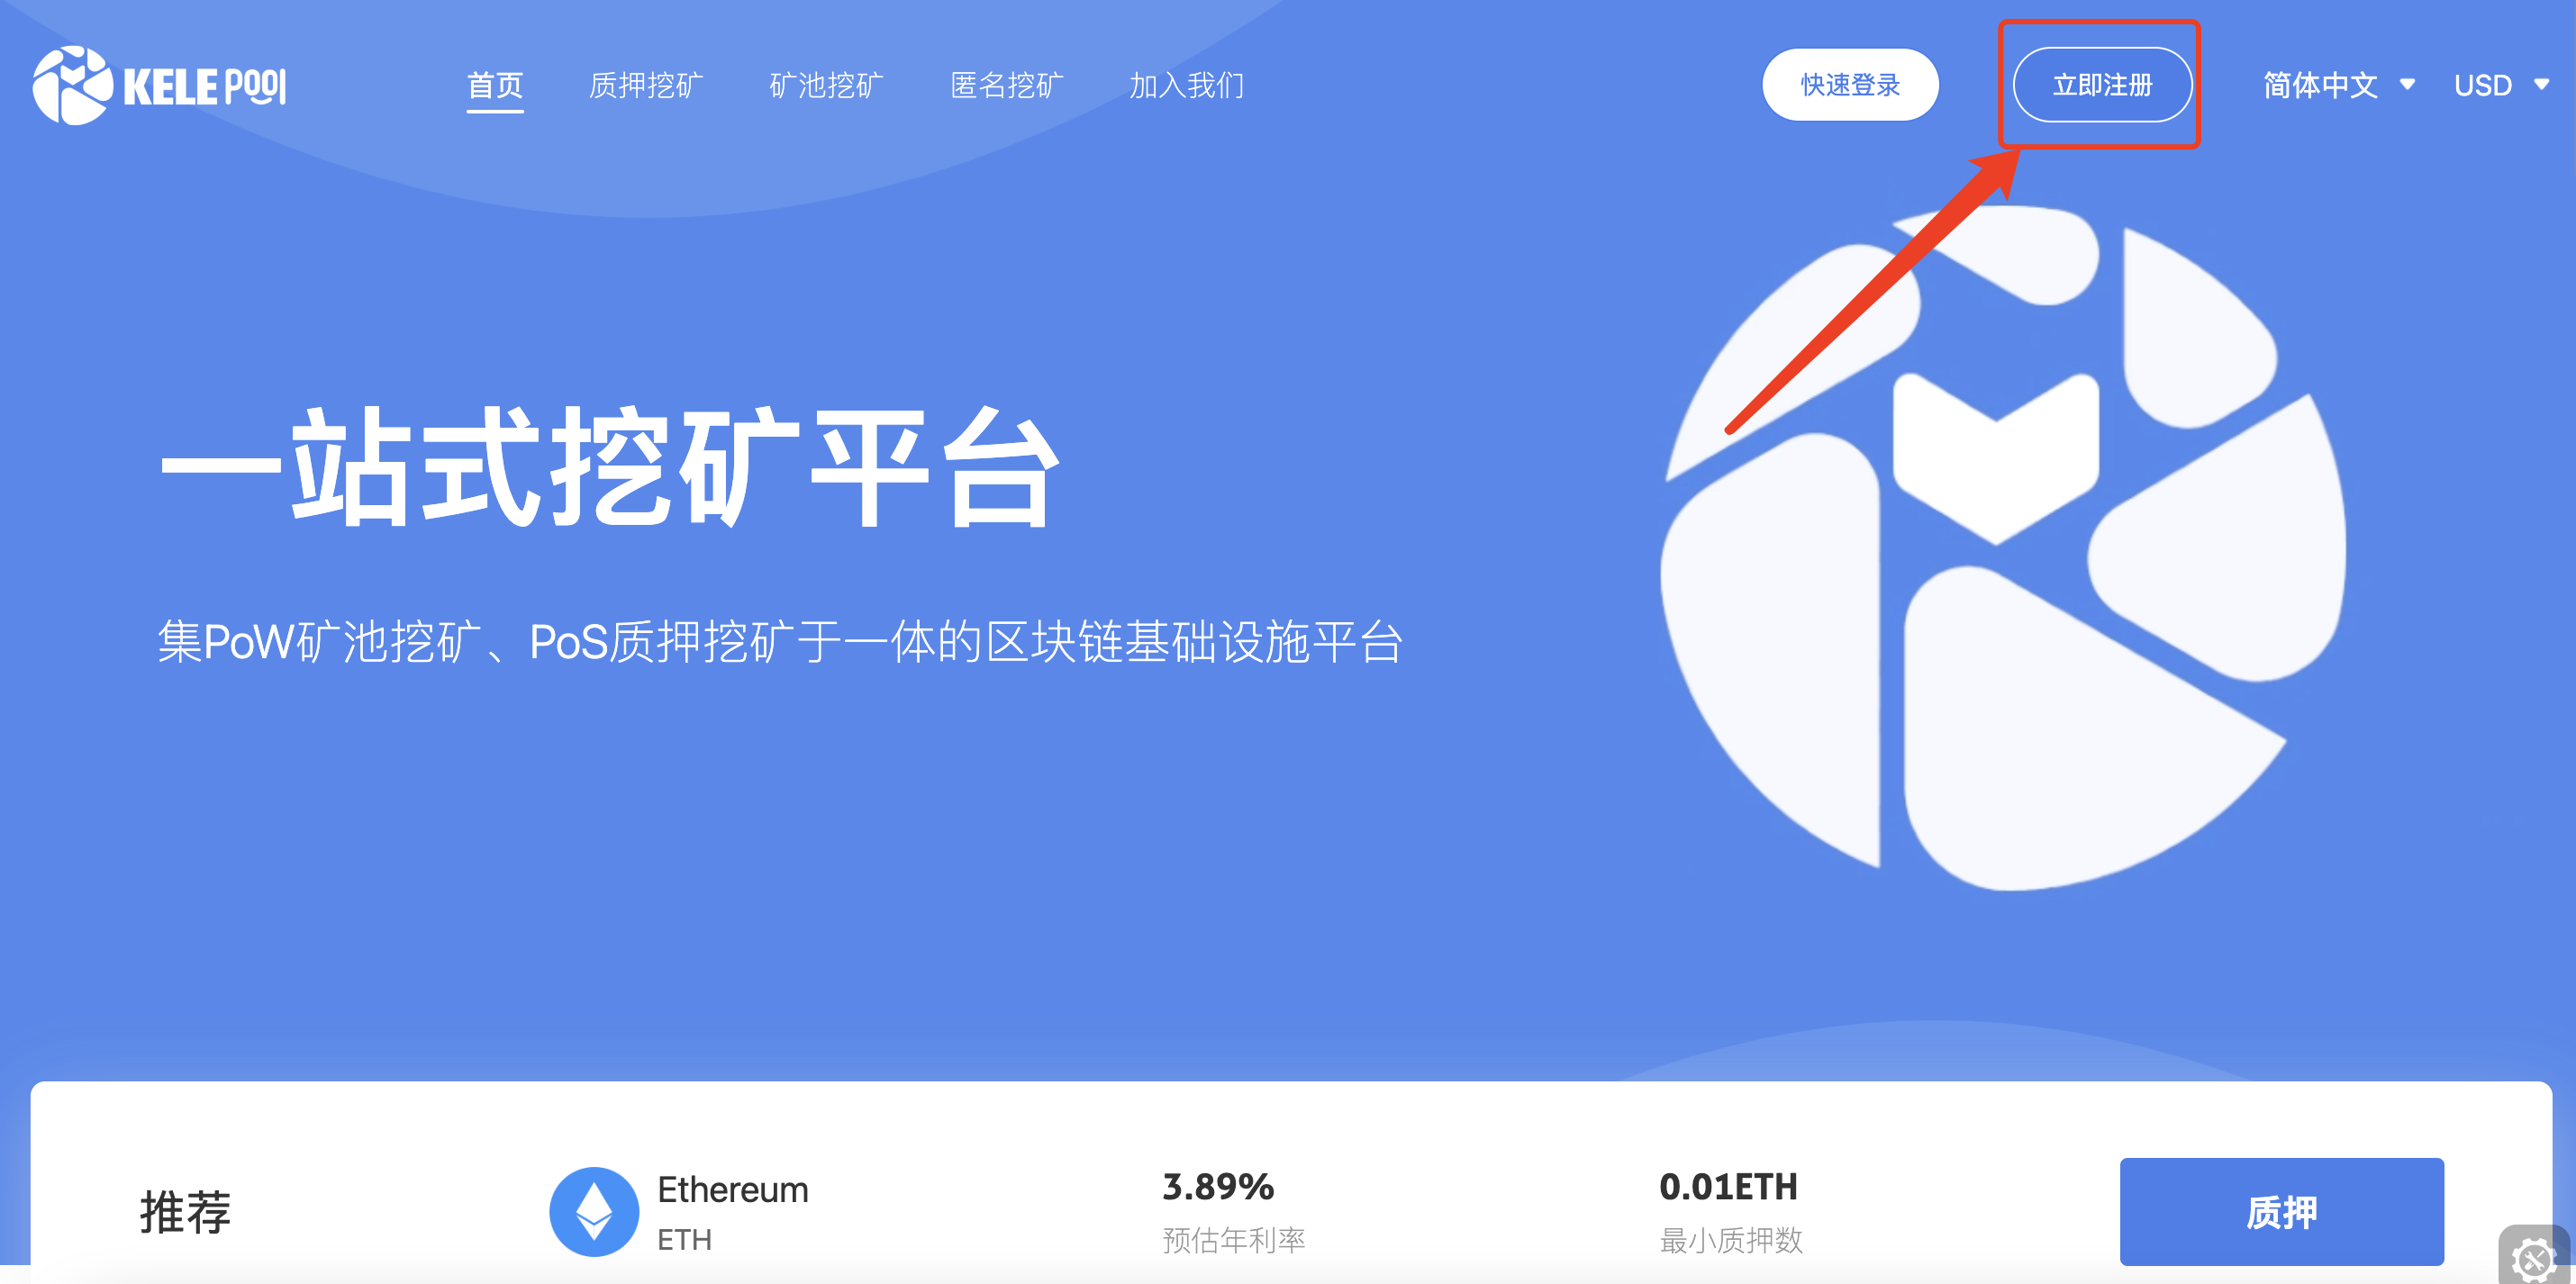 KELE POOl
首页 质押挖矿 矿池挖矿 匿名挖矿 加入我们 快速登录 立即注册 简体中文 USD
一站式挖矿平台
集PoW矿池挖矿、PoS质押挖矿于一体的区块链基础设施平台
推荐
Ethereum
ETH
3.89%
预估年利率
0.01ETH
最小质押数
质押